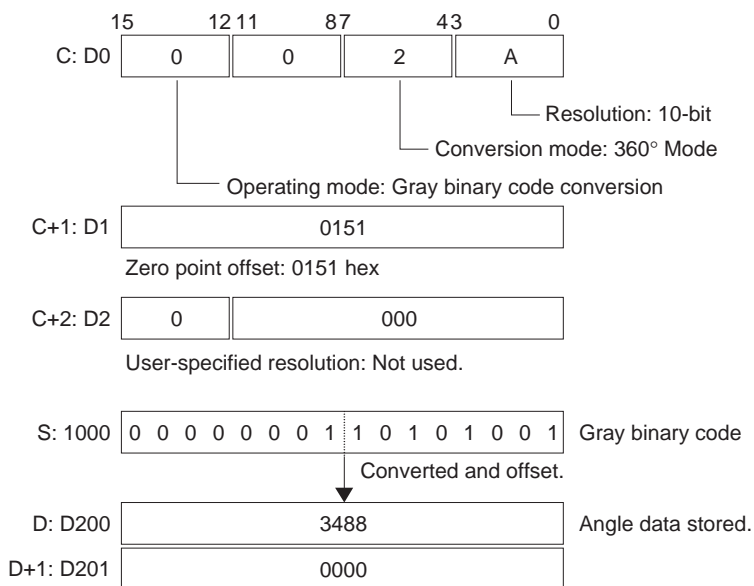 15 12 11 8 7 4 3 0
C: D0 0 0 2 A
Resolution: 10-bit
Conversion mode: 360° Mode
Operating mode: Gray binary code conversion
C+1: D1 0151
Zero point offset: 0151 hex
C+2: D2 0 000
User-specified resolution: Not used.
S: 1000 0 0 0 0 0 0 0 1 1 0 1 0 1 0 0 1 Gray binary code
Converted and offset.
D: D200 3488 Angle data stored.
D+1: D201 0000